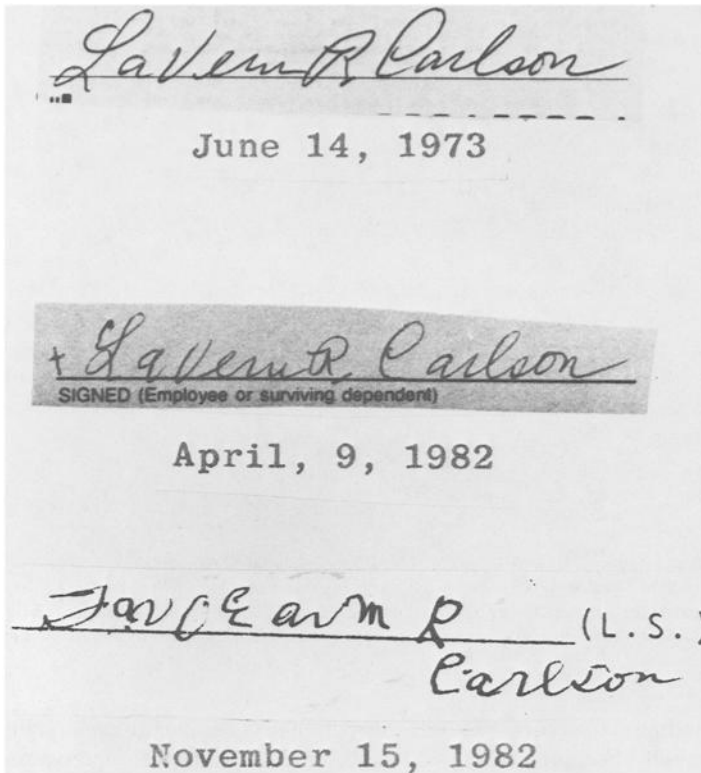 LaVern R Carlson
June 14, 1973
+ LaVern R Carlson
SIGNED (Employee or surviving dependent)
April, 9, 1982
R (L.S.)
Carlson
November 15, 1982